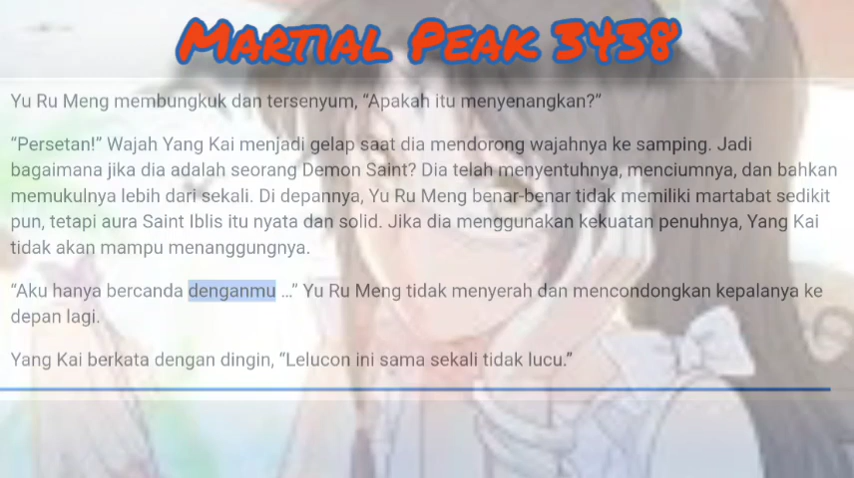 Martial Peak 3438
Yu Ru Meng membungkuk dan tersenyum, “Apakah itu menyenangkan?”
“Persetan!” Wajah Yang Kai menjadi gelap saat dia mendorong wajahnya ke samping. Jadi
bagaimana jika dia adalah seorang Demon Saint? Dia telah menyentuhnya, menciumnya, dan bahkan
memukulnya lebih dari sekali. Di depannya, Yu Ru Meng benar-benar tidak memiliki martabat sedikit
pun, tetapi aura Saint Iblis itu nyata dan solid. Jika dia menggunakan kekuatan penuhnya, Yang Kai
tidak akan mampu menanggungnya.
“Aku hanya bercanda denganmu ...” Yu Ru Meng tidak menyerah dan mencondongkan kepalanya ke
depan lagi.
Yang Kai berkata dengan dingin, “Lelucon ini sama sekali tidak lucu.”